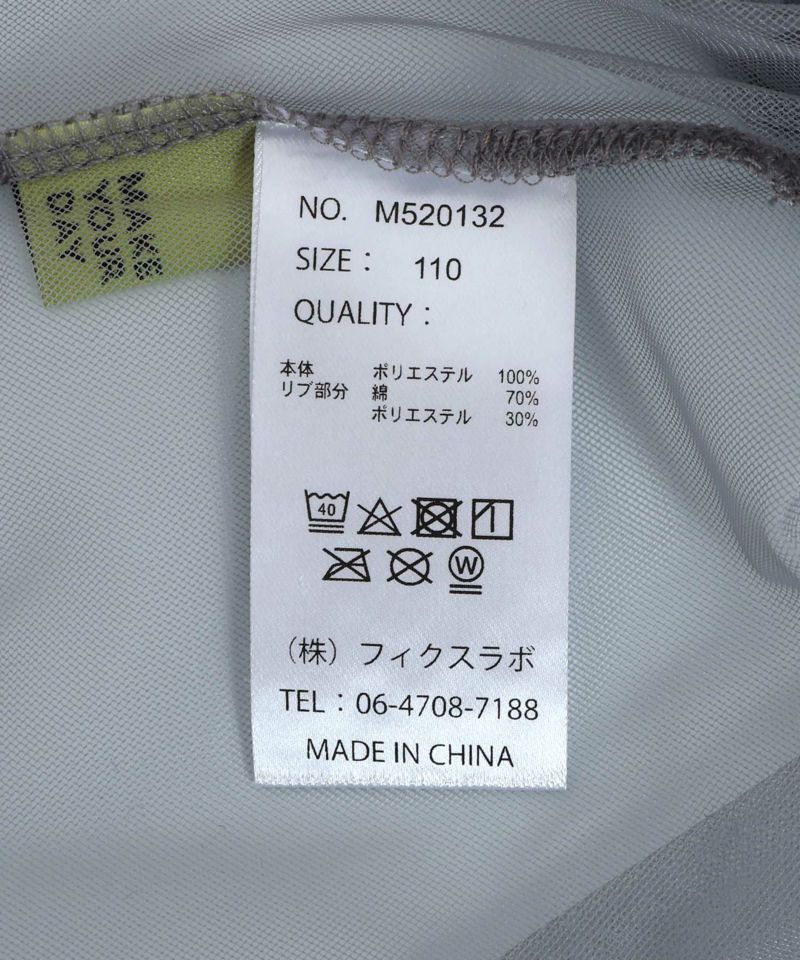 MAKE
YOUR
DAY
NO. M520132
SIZE： 110
QUALITY：
本体 ポリエステル 100%
リブ部分 綿 70%
ポリエステル 30%
40
W
（株）フィクスラボ
TEL：06-4708-7188
MADE IN CHINA